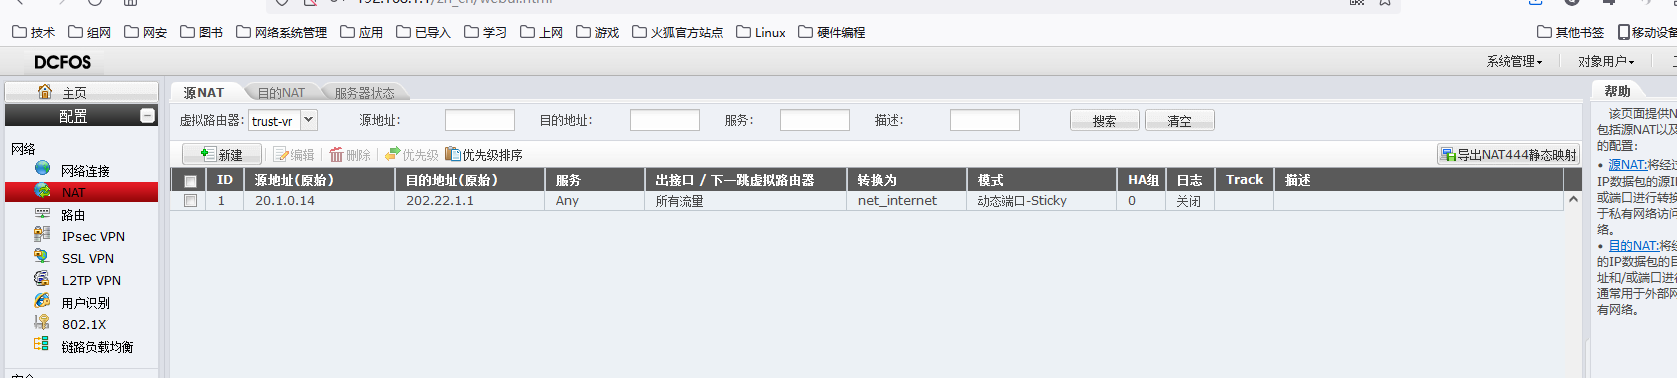 192.168.1.1/zh_cn/webui.html
技术 组网 网安 图书 网络系统管理 应用 已导入 学习 上网 游戏 火狐官方站点 Linux 硬件编程 其他书签 移动设备
DCFOS 系统管理 对象用户
主页
配置
网络
网络连接
NAT
路由
IPsec VPN
SSL VPN
L2TP VPN
用户识别
802.1X
链路负载均衡
源NAT 目的NAT 服务器状态
虚拟路由器: trust-vr 源地址: 目的地址: 服务: 描述: 搜索 清空
新建 编辑 删除 优先级 优先级排序 导出NAT444静态映射
ID 源地址(原始) 目的地址(原始) 服务 出接口 / 下一跳虚拟路由器 转换为 模式 HA组 日志 Track 描述
1 20.1.0.14 202.22.1.1 Any 所有流量 net_internet 动态端口-Sticky 0 关闭
帮助
该页面提供N
包括源NAT以及
的配置：
• 源NAT:将经过
IP数据包的源I
或端口进行转换
于私有网络访问
络。
• 目的NAT:将经
的IP数据包的目
址和/或端口进行
通常用于外部网
有网络。